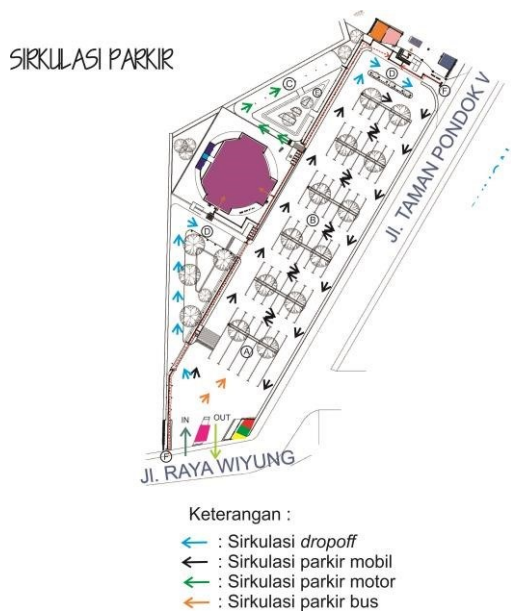 SIRKULASI PARKIR
C
E
D
F
B
D
A
IN
OUT
F
JL. TAMAN PONDOK V
JL. RAYA WIYUNG
Keterangan :
: Sirkulasi dropoff
: Sirkulasi parkir mobil
: Sirkulasi parkir motor
: Sirkulasi parkir bus